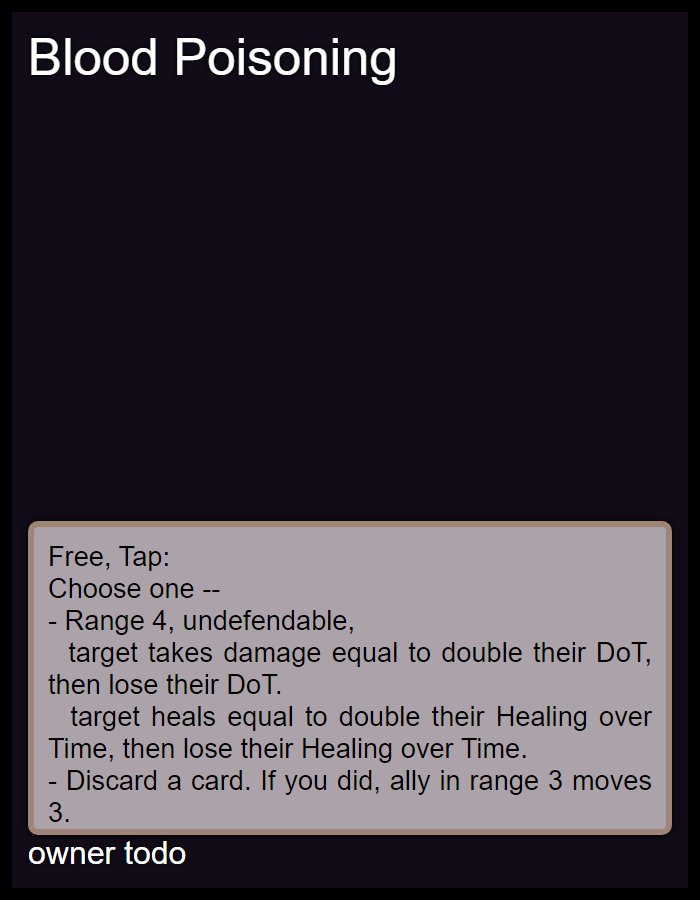 Blood Poisoning
Free, Tap:
Choose one --
- Range 4, undefendable,
target takes damage equal to double their DoT,
then lose their DoT.
target heals equal to double their Healing over
Time, then lose their Healing over Time.
- Discard a card. If you did, ally in range 3 moves
3.
owner todo